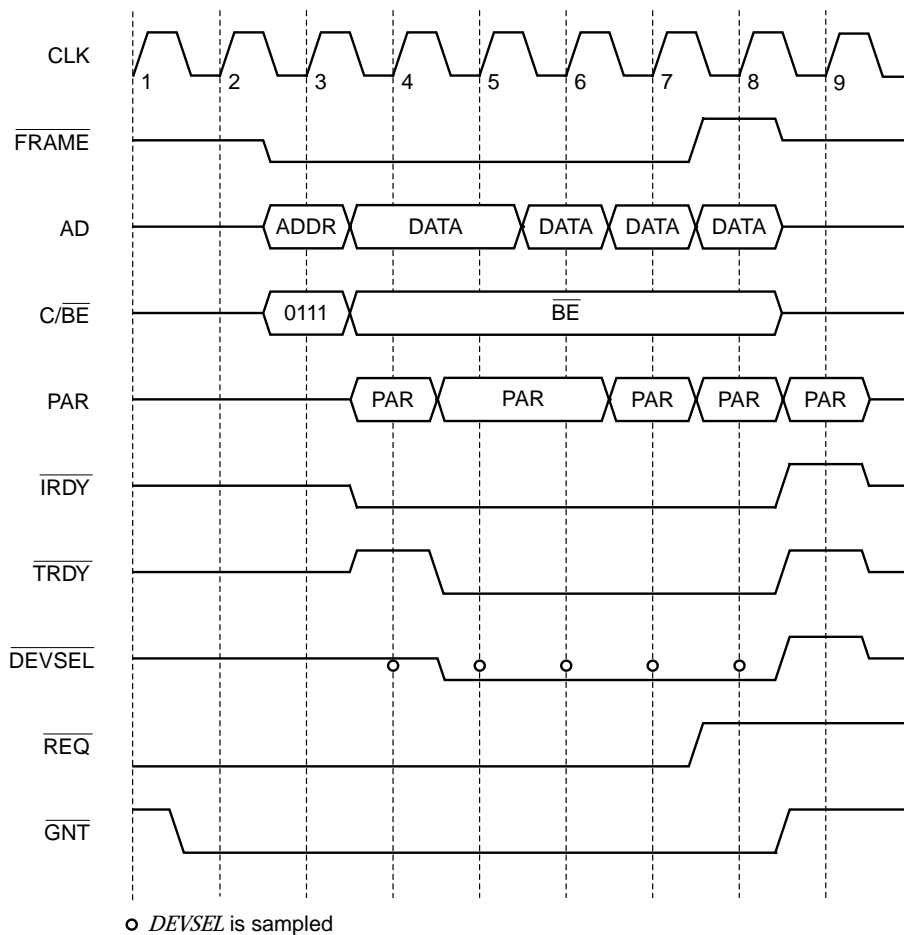 CLK
1 2 3 4 5 6 7 8 9
FRAME
AD ADDR DATA DATA DATA DATA
C/BE 0111 BE
PAR PAR PAR PAR PAR PAR
IRDY
TRDY
DEVSEL
REQ
GNT
DEVSEL is sampled